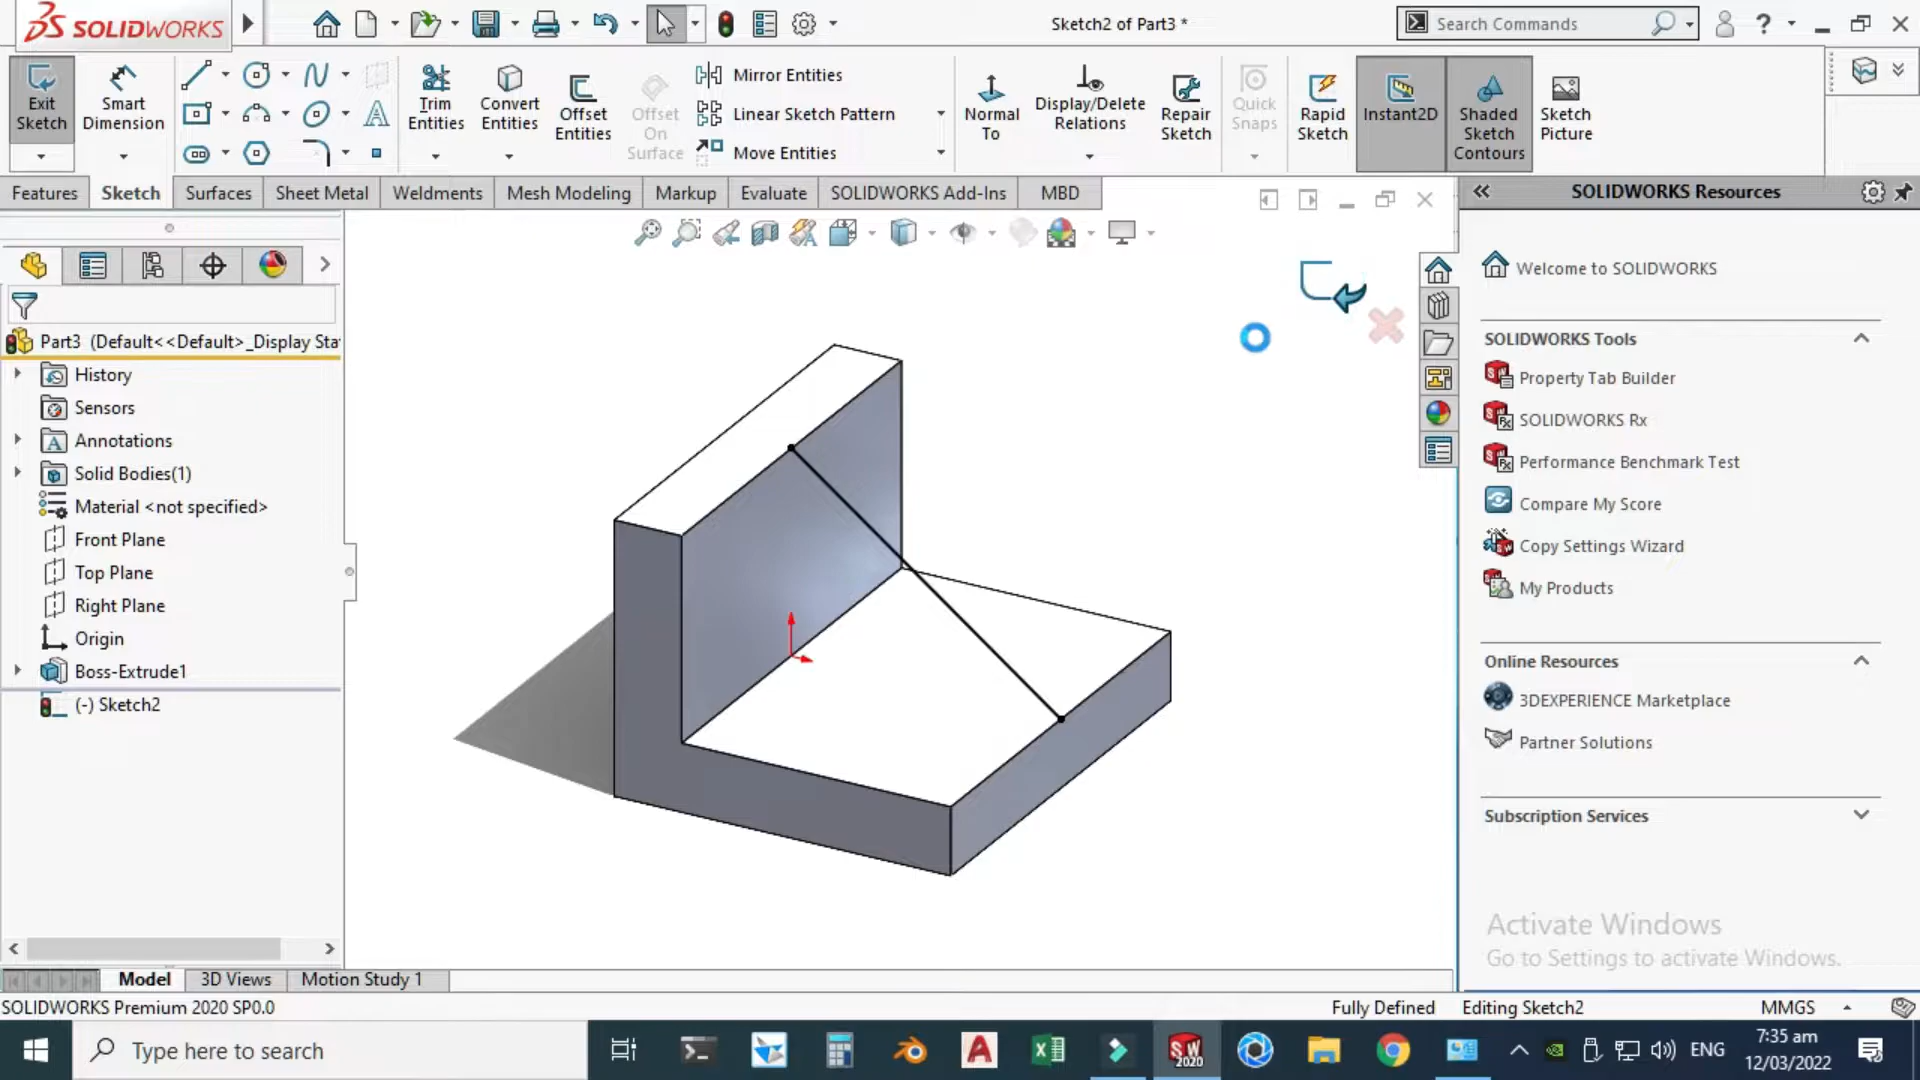 SOLIDWORKS
Sketch2 of Part3 *
Search Commands
Exit Sketch
Smart Dimension
Trim Entities
Convert Entities
Offset Entities
Offset On Surface
Mirror Entities
Linear Sketch Pattern
Move Entities
Normal To
Display/Delete Relations
Repair Sketch
Quick Snaps
Rapid Sketch
Instant2D
Shaded Sketch Contours
Sketch Picture
Features
Sketch
Surfaces
Sheet Metal
Weldments
Mesh Modeling
Markup
Evaluate
SOLIDWORKS Add-Ins
MBD
Part3 (Default<<Default>_Display Sta
History
Sensors
Annotations
Solid Bodies(1)
Material <not specified>
Front Plane
Top Plane
Right Plane
Origin
Boss-Extrude1
(-) Sketch2
SOLIDWORKS Resources
Welcome to SOLIDWORKS
SOLIDWORKS Tools
Property Tab Builder
SOLIDWORKS Rx
Performance Benchmark Test
Compare My Score
Copy Settings Wizard
My Products
Online Resources
3DEXPERIENCE Marketplace
Partner Solutions
Subscription Services
Activate Windows
Go to Settings to activate Windows.
Model
3D Views
Motion Study 1
SOLIDWORKS Premium 2020 SP0.0
Fully Defined
Editing Sketch2
MMGS
Type here to search
SW 2020
ENG
7:35 am
12/03/2022